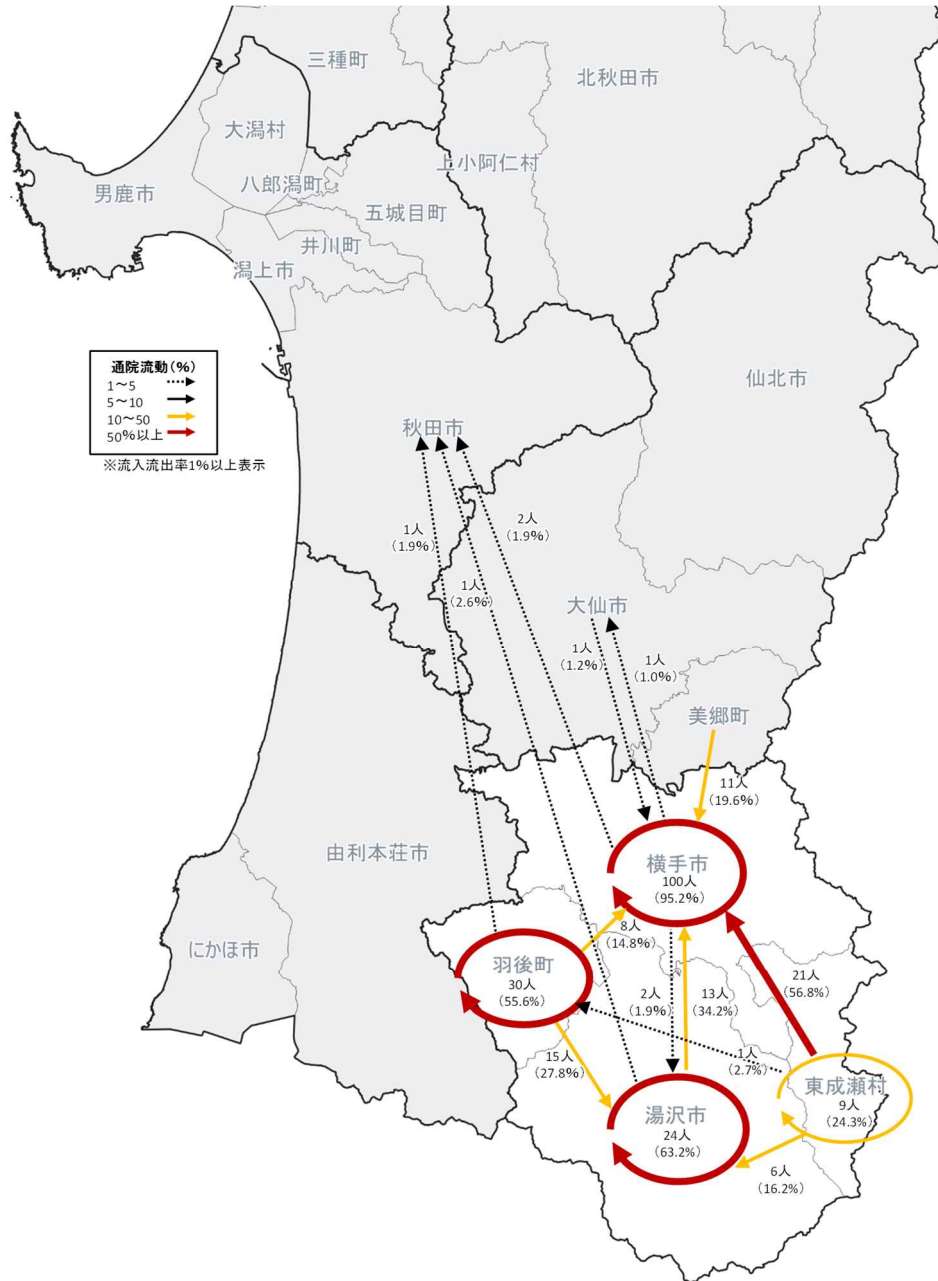 三種町
北秋田市
大潟村
上小阿仁村
男鹿市
八郎潟町
五城目町
井川町
潟上市
通院流動(%)
1～5
5～10
10～50
50%以上
※流入流出率1%以上表示
仙北市
秋田市
1人
(1.9%)
2人
(1.9%)
1人
(2.6%)
大仙市
1人
(1.2%)
1人
(1.0%)
美郷町
11人
(19.6%)
由利本荘市
横手市
100人
(95.2%)
にかほ市
羽後町
30人
(55.6%)
8人
(14.8%)
2人
(1.9%)
13人
(34.2%)
21人
(56.8%)
15人
(27.8%)
1人
(2.7%)
東成瀬村
9人
(24.3%)
湯沢市
24人
(63.2%)
6人
(16.2%)